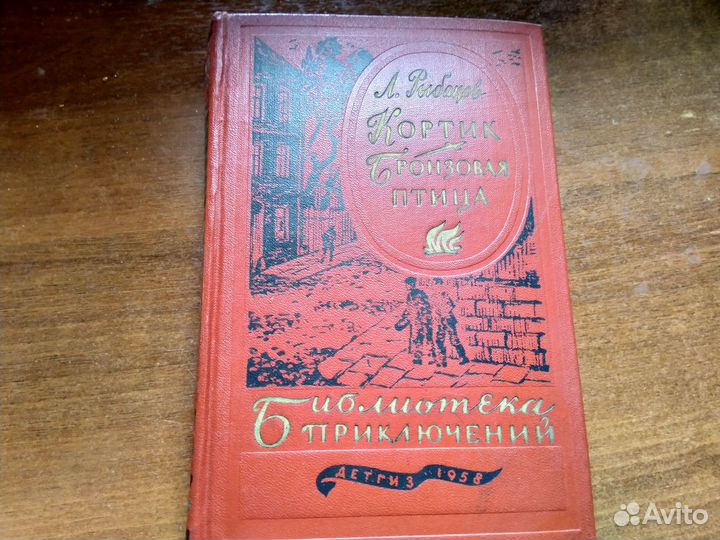 А. Рыбаков
Кортик
Бронзовая
птица
Библиотека
приключений
ДЕТГИЗ 1958
Avito